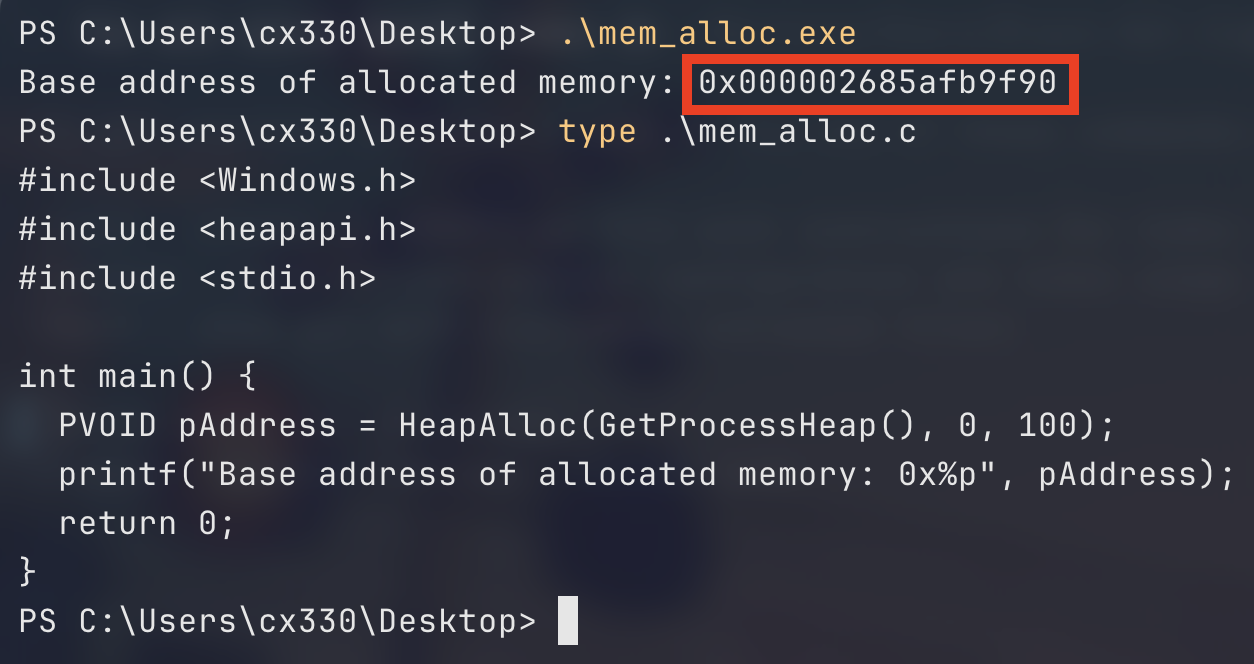 PS C:\Users\cx330\Desktop> .\mem_alloc.exe
Base address of allocated memory: 0x000002685afb9f90
PS C:\Users\cx330\Desktop> type .\mem_alloc.c
#include <Windows.h>
#include <heapapi.h>
#include <stdio.h>

int main() {
  PVOID pAddress = HeapAlloc(GetProcessHeap(), 0, 100);
  printf("Base address of allocated memory: 0x%p", pAddress);
  return 0;
}
PS C:\Users\cx330\Desktop>